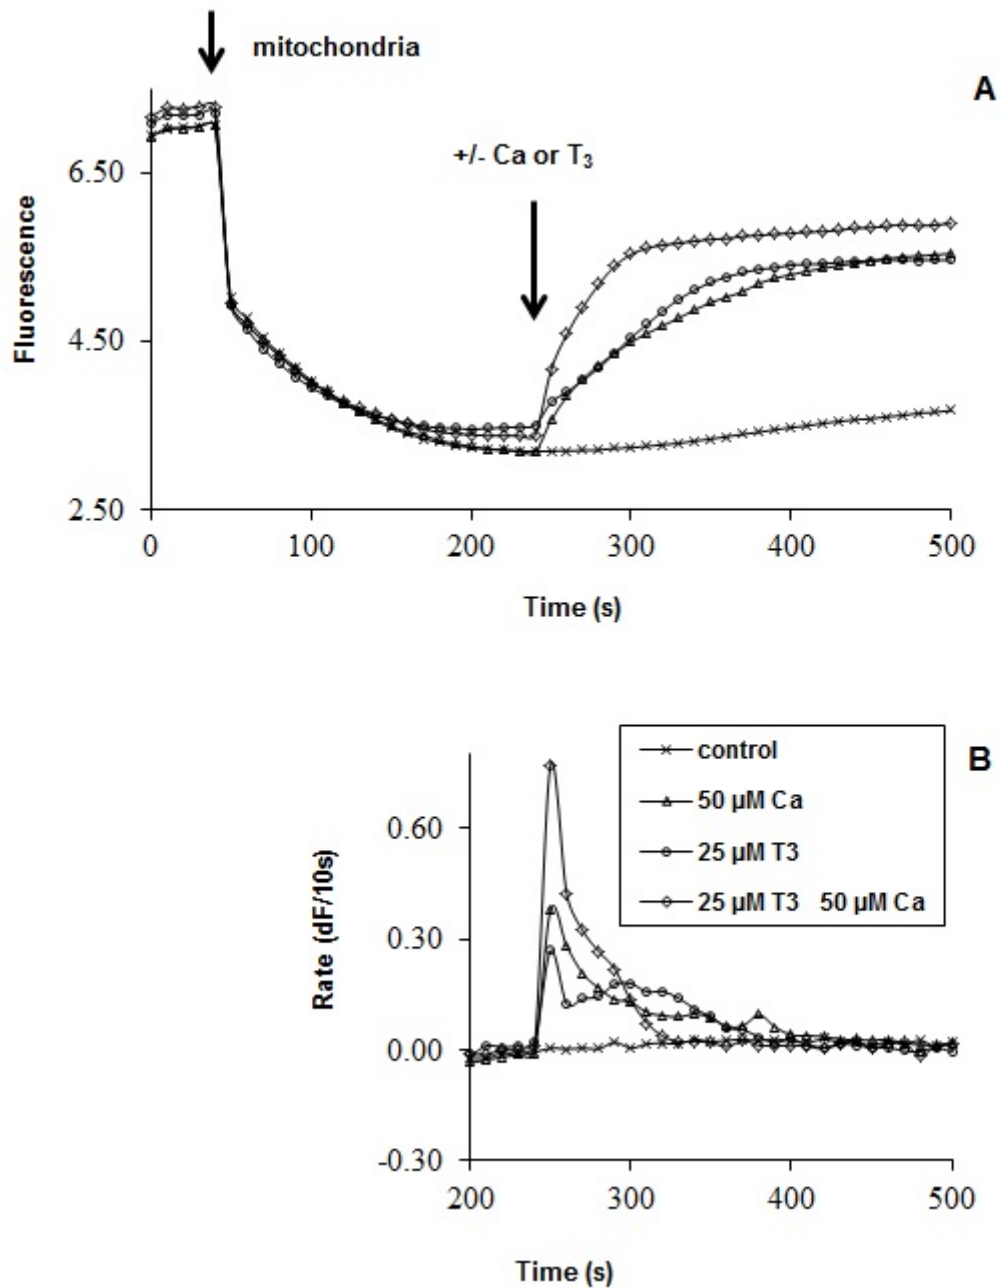 mitochondria
A
+/- Ca or T3
6.50
4.50
2.50
Fluorescence
0 100 200 300 400 500
Time (s)
B
control
50 µM Ca
25 µM T3
25 µM T3 50 µM Ca
0.60
0.30
0.00
-0.30
Rate (dF/10s)
200 300 400 500
Time (s)